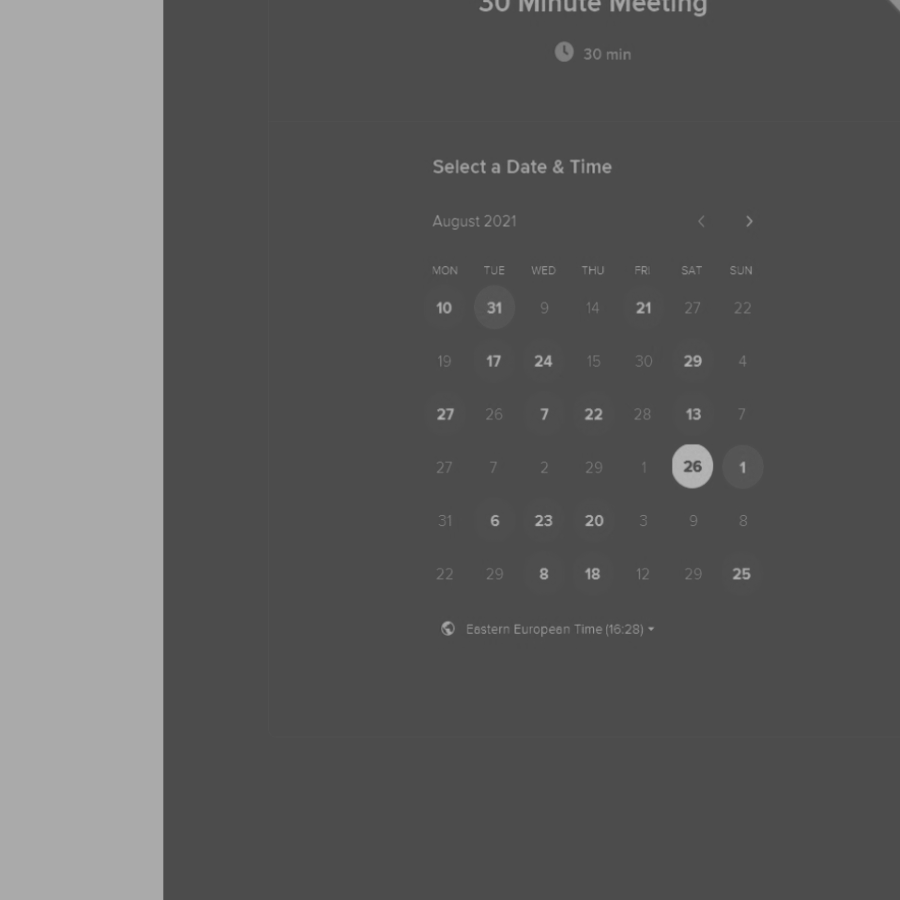 30 Minute Meeting
30 min
Select a Date & Time
August 2021
MON TUE WED THU FRI SAT SUN
10 31 9 14 21 27 22
19 17 24 15 30 29 4
27 26 7 22 28 13 7
27 7 2 29 1 26 1
31 6 23 20 3 9 8
22 29 8 18 12 29 25
Eastern European Time (16:28)